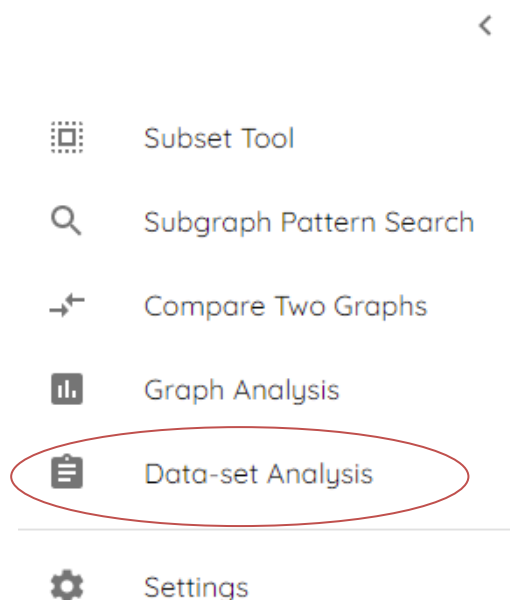 Subset Tool
Subgraph Pattern Search
Compare Two Graphs
Graph Analysis
Data-set Analysis
Settings